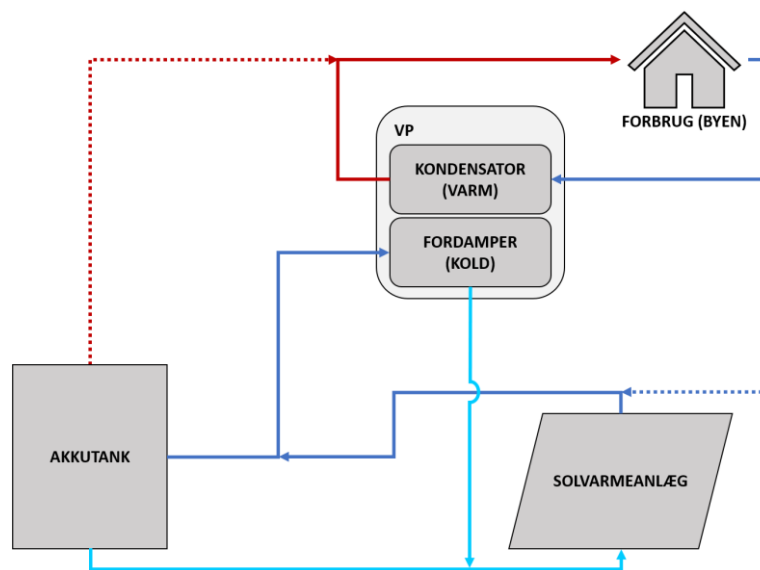 FORBRUG (BYEN)
VP
KONDENSATOR
(VARM)
FORDAMPER
(KOLD)
AKKUTANK
SOLVARMEANLÆG